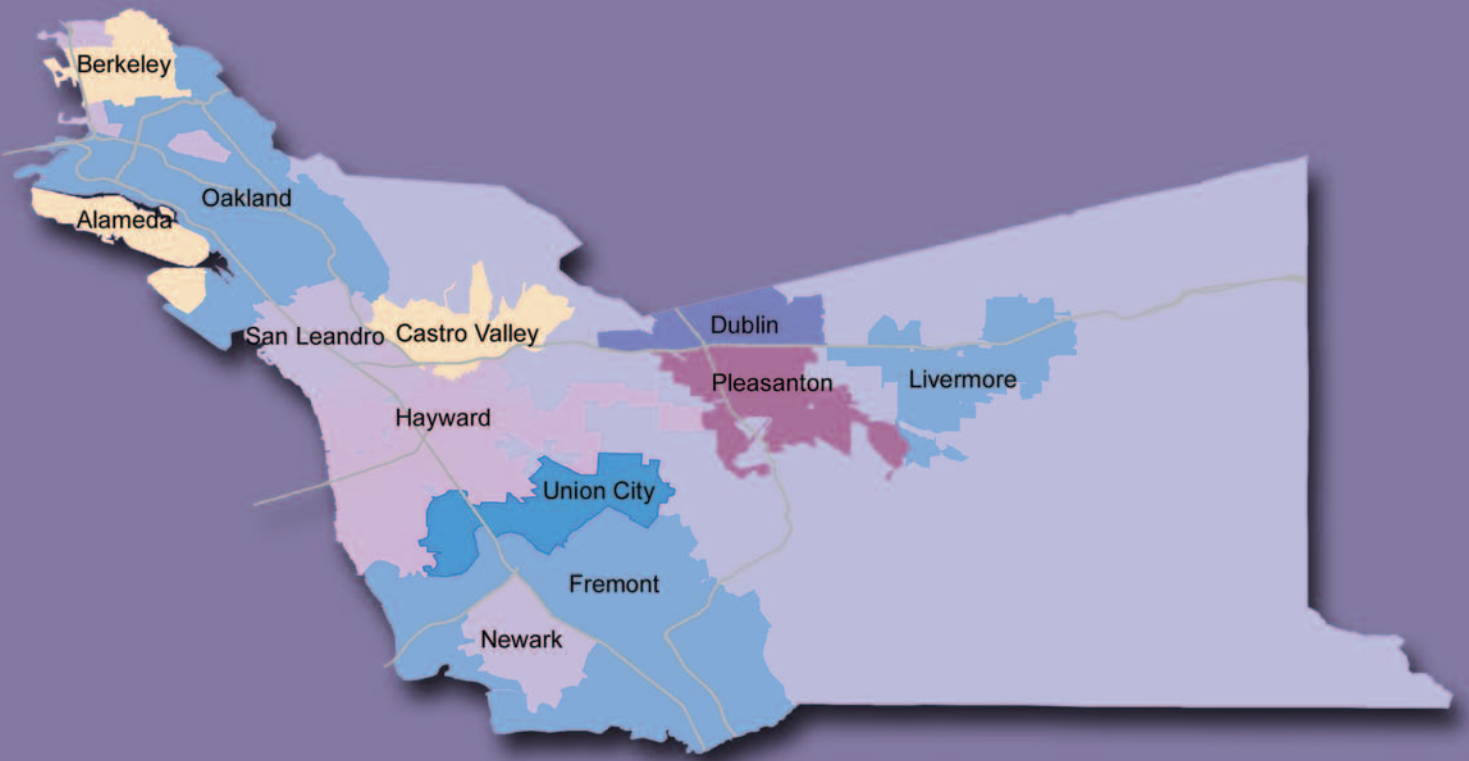 Berkeley
Oakland
Alameda
San Leandro
Castro Valley
Dublin
Pleasanton
Livermore
Hayward
Union City
Fremont
Newark